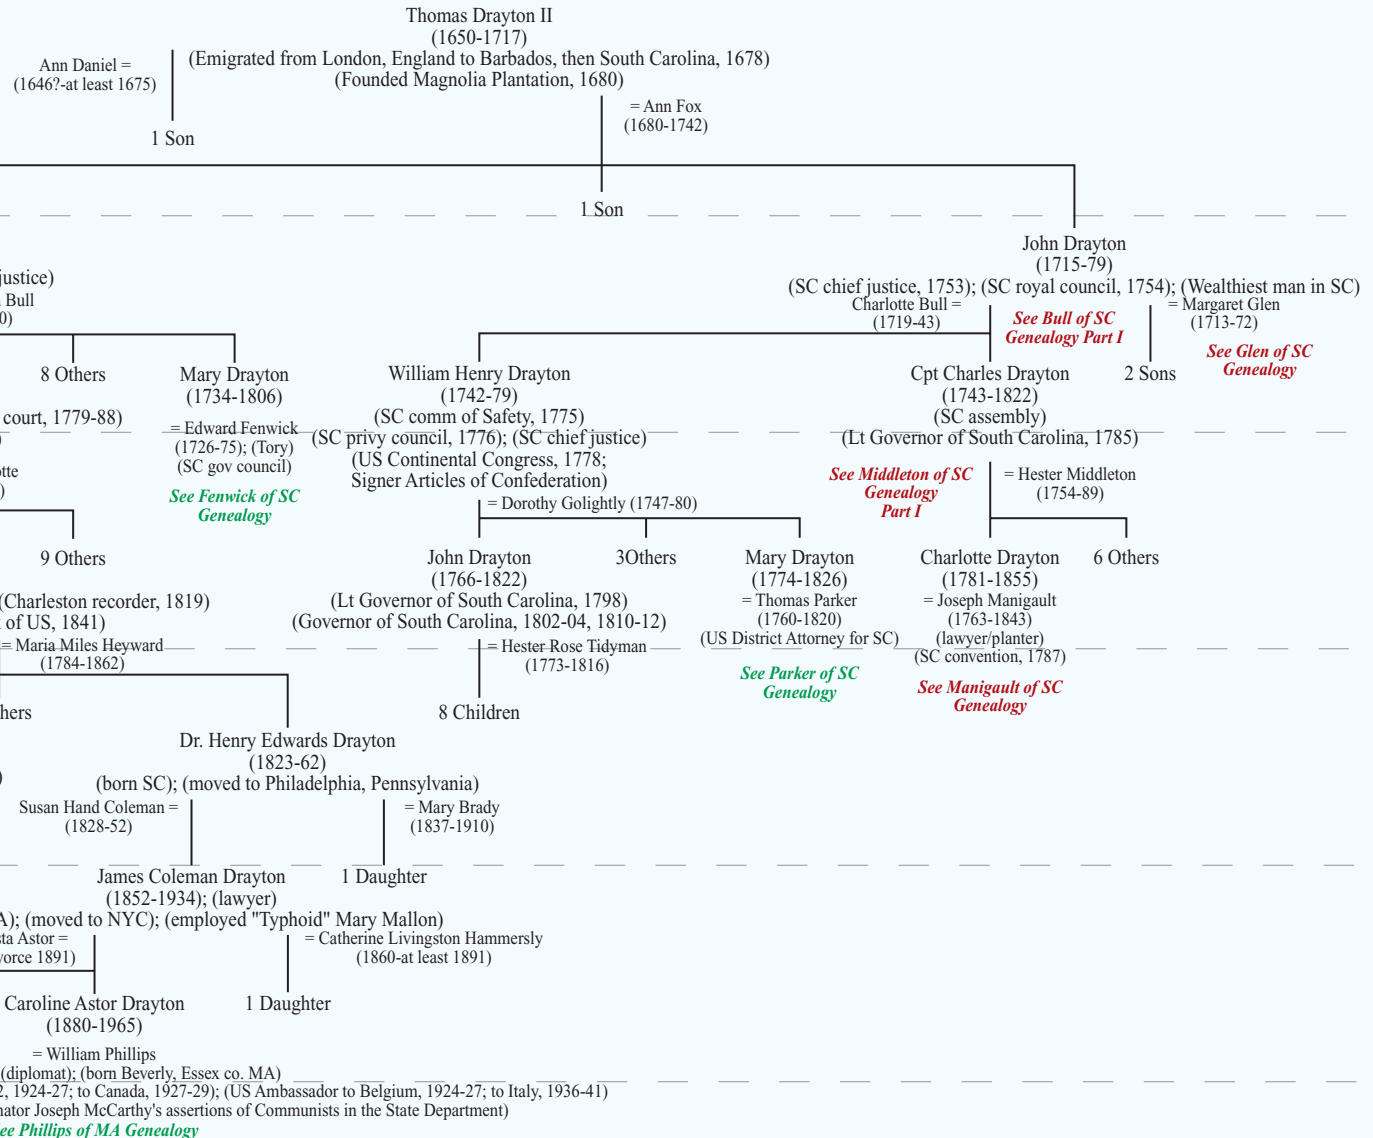 Thomas Drayton II
(1650-1717)
(Emigrated from London, England to Barbados, then South Carolina, 1678)
(Founded Magnolia Plantation, 1680)
Ann Daniel =
(1646?-at least 1675)
= Ann Fox
(1680-1742)
1 Son
1 Son
John Drayton
(1715-79)
(SC chief justice, 1753); (SC royal council, 1754); (Wealthiest man in SC)
justice)
Bull
0)
Charlotte Bull =
(1719-43)
See Bull of SC
Genealogy Part I
= Margaret Glen
(1713-72)
See Glen of SC
Genealogy
8 Others
Mary Drayton
(1734-1806)
= Edward Fenwick
(1726-75); (Tory)
(SC gov council)
See Fenwick of SC
Genealogy
William Henry Drayton
(1742-79)
(SC comm of Safety, 1775)
(SC privy council, 1776); (SC chief justice)
(US Continental Congress, 1778;
Signer Articles of Confederation)
= Dorothy Golightly (1747-80)
Cpt Charles Drayton
(1743-1822)
(SC assembly)
(Lt Governor of South Carolina, 1785)
See Middleton of SC
Genealogy
Part I
= Hester Middleton
(1754-89)
2 Sons
court, 1779-88)
)
otte
)
9 Others
John Drayton
(1766-1822)
(Lt Governor of South Carolina, 1798)
(Governor of South Carolina, 1802-04, 1810-12)
= Hester Rose Tidyman
(1773-1816)
3Others
Mary Drayton
(1774-1826)
= Thomas Parker
(1760-1820)
(US District Attorney for SC)
See Parker of SC
Genealogy
Charlotte Drayton
(1781-1855)
= Joseph Manigault
(1763-1843)
(lawyer/planter)
(SC convention, 1787)
See Manigault of SC
Genealogy
6 Others
(Charleston recorder, 1819)
of US, 1841)
= Maria Miles Heyward
(1784-1862)
hers
8 Children
Dr. Henry Edwards Drayton
(1823-62)
(born SC); (moved to Philadelphia, Pennsylvania)
)
Susan Hand Coleman =
(1828-52)
= Mary Brady
(1837-1910)
James Coleman Drayton
(1852-1934); (lawyer)
A); (moved to NYC); (employed "Typhoid" Mary Mallon)
1 Daughter
sta Astor =
vorce 1891)
= Catherine Livingston Hammersly
(1860-at least 1891)
Caroline Astor Drayton
(1880-1965)
1 Daughter
= William Phillips
(diplomat); (born Beverly, Essex co. MA)
2, 1924-27; to Canada, 1927-29); (US Ambassador to Belgium, 1924-27; to Italy, 1936-41)
nator Joseph McCarthy's assertions of Communists in the State Department)
ee Phillips of MA Genealogy